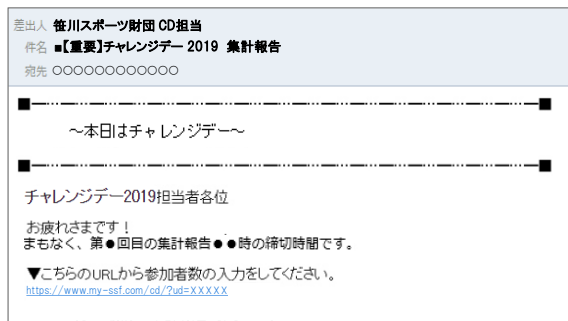 差出人 笹川スポーツ財団 CD担当
件名 ■【重要】チャレンジデー 2019 集計報告
宛先 ○○○○○○○○○○○○
■━‥‥━‥‥━‥‥━‥‥━‥‥━‥‥━‥‥━‥‥━‥‥━‥‥━‥‥━■
～本日はチャレンジデー～
■━‥‥━‥‥━‥‥━‥‥━‥‥━‥‥━‥‥━‥‥━‥‥━‥‥━‥‥━■
チャレンジデー2019担当者各位
お疲れさまです！
まもなく、第●回目の集計報告●●時の締切時間です。
▼こちらのURLから参加者数の入力をしてください。
https://www.my-ssf.com/cd/?ud=XXXXX